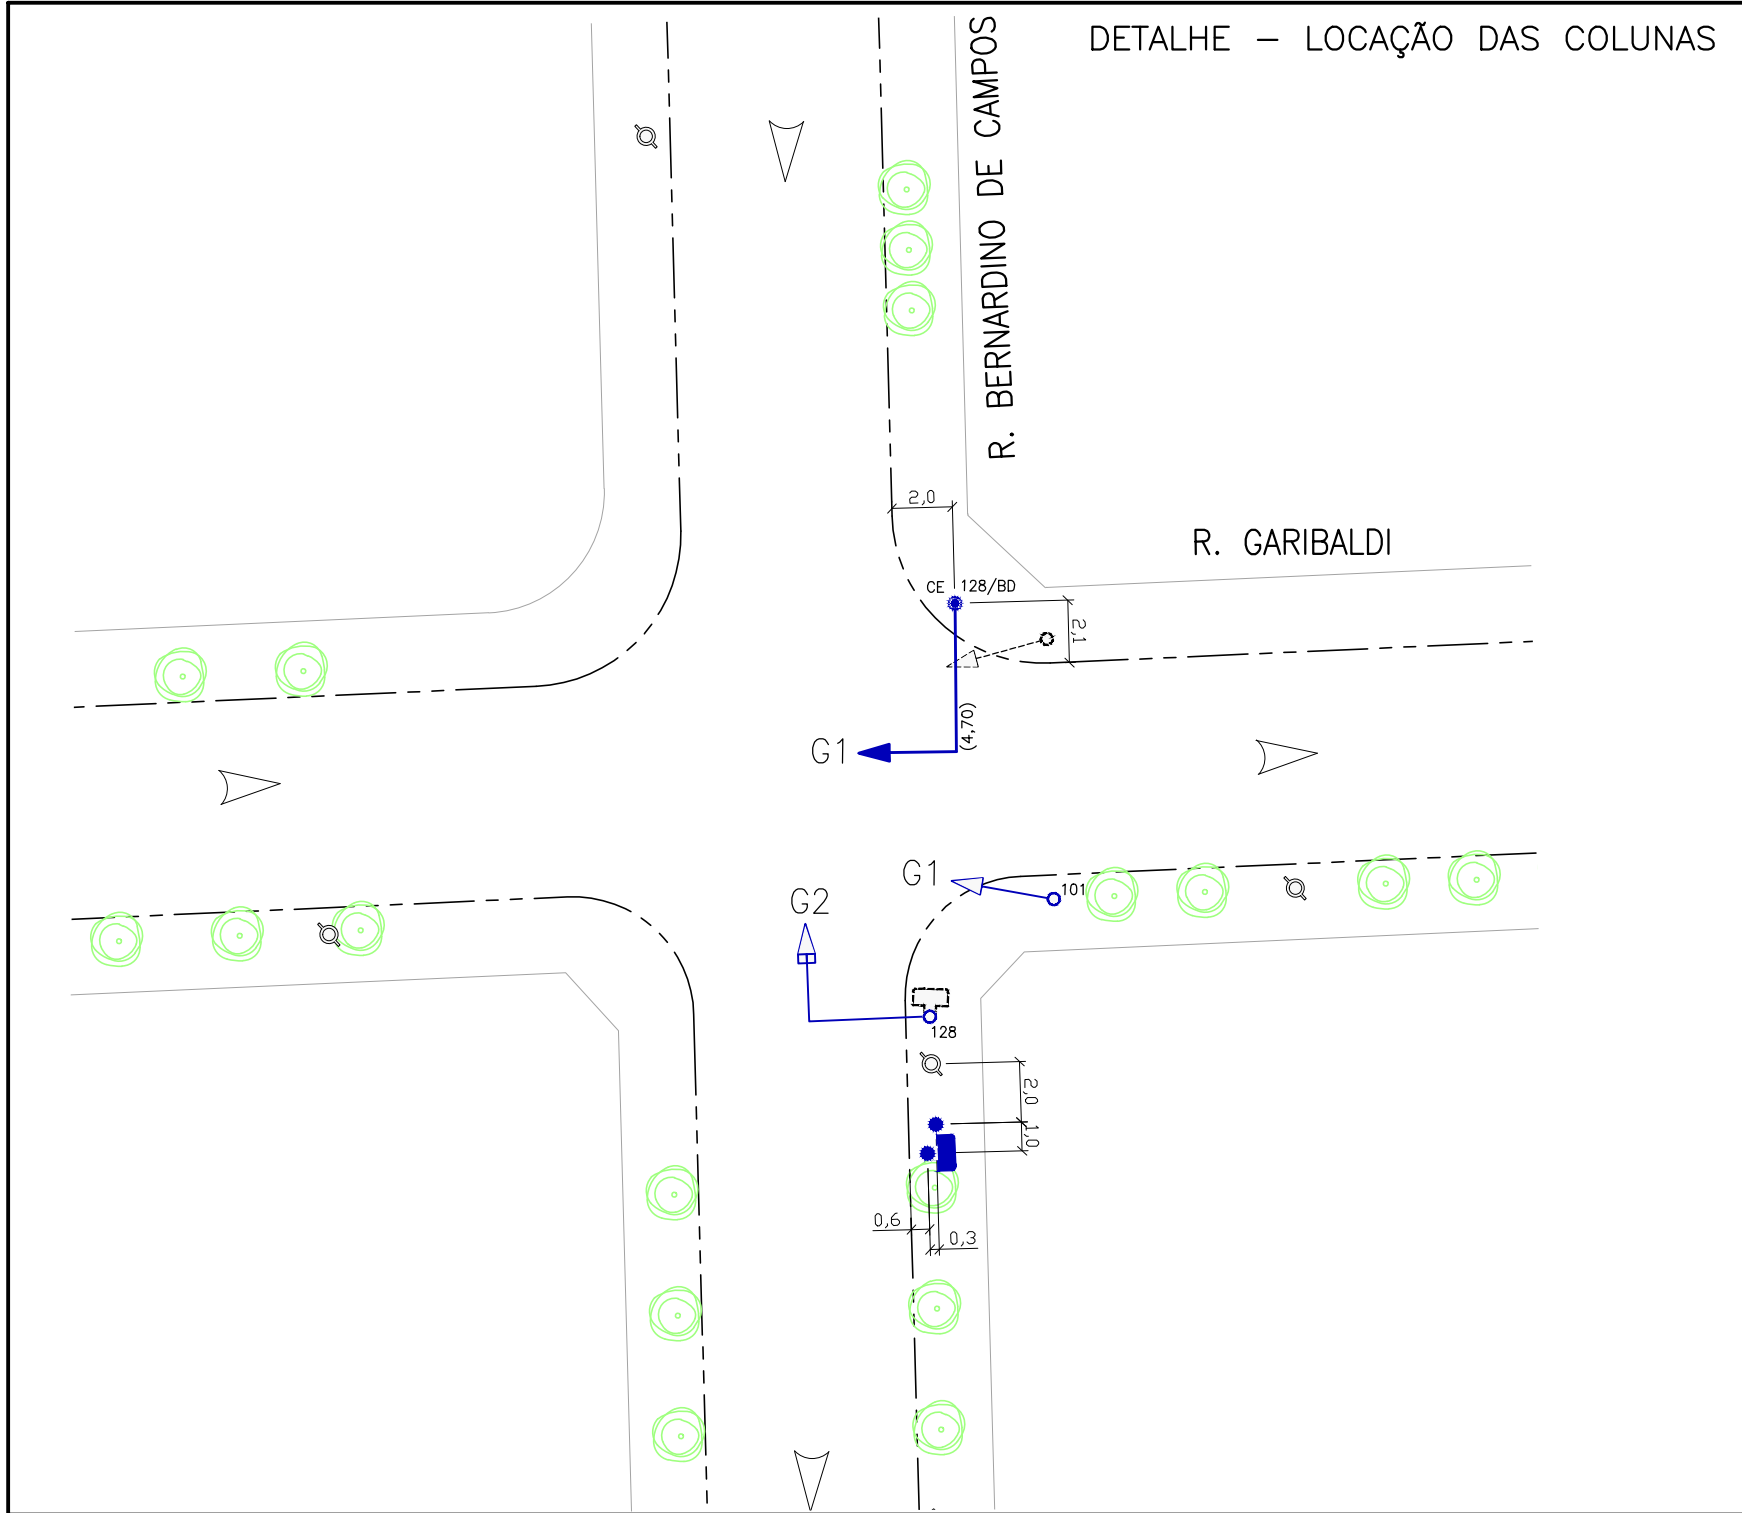 DETALHE – LOCAÇÃO DAS COLUNAS
R. BERNARDINO DE CAMPOS
2,0
R. GARIBALDI
CE 128/BD
2,1
(4,70)
G1
G1
101
G2
128
2,0
1,0
0,6
0,3